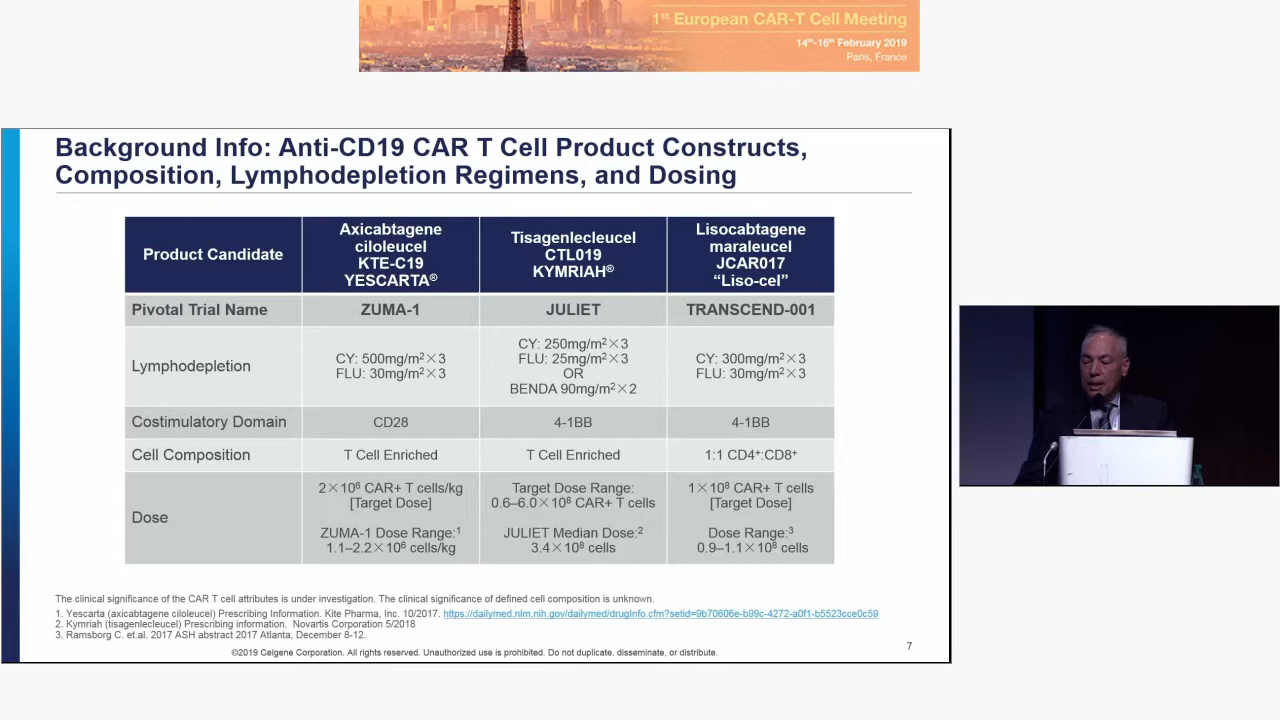 1st European CAR-T Cell Meeting
14th-16th February 2019
Paris, France
Background Info: Anti-CD19 CAR T Cell Product Constructs,
Composition, Lymphodepletion Regimens, and Dosing
Product Candidate
Axicabtagene
ciloleucel
KTE-C19
YESCARTA®
Tisagenlecleucel
CTL019
KYMRIAH®
Lisocabtagene
maraleucel
JCAR017
“Liso-cel”
Pivotal Trial Name
ZUMA-1
JULIET
TRANSCEND-001
Lymphodepletion
CY: 500mg/m²×3
FLU: 30mg/m²×3
CY: 250mg/m²×3
FLU: 25mg/m²×3
OR
BENDA 90mg/m²×2
CY: 300mg/m²×3
FLU: 30mg/m²×3
Costimulatory Domain
CD28
4-1BB
4-1BB
Cell Composition
T Cell Enriched
T Cell Enriched
1:1 CD4⁺:CD8⁺
Dose
2×10⁶ CAR+ T cells/kg
[Target Dose]
ZUMA-1 Dose Range:¹
1.1–2.2×10⁶ cells/kg
Target Dose Range:
0.6–6.0×10⁸ CAR+ T cells
JULIET Median Dose:²
3.4×10⁸ cells
1×10⁸ CAR+ T cells
[Target Dose]
Dose Range:³
0.9–1.1×10⁸ cells
The clinical significance of the CAR T cell attributes is under investigation. The clinical significance of defined cell composition is unknown.
1. Yescarta (axicabtagene ciloleucel) Prescribing Information. Kite Pharma, Inc. 10/2017. https://dailymed.nlm.nih.gov/dailymed/drugInfo.cfm?setid=9b70606e-b99c-4272-a0f1-b5523cce0c59
2. Kymriah (tisagenlecleucel) Prescribing information. Novartis Corporation 5/2018
3. Ramsborg C. et.al. 2017 ASH abstract 2017 Atlanta, December 8-12.
7
©2019 Celgene Corporation. All rights reserved. Unauthorized use is prohibited. Do not duplicate, disseminate, or distribute.